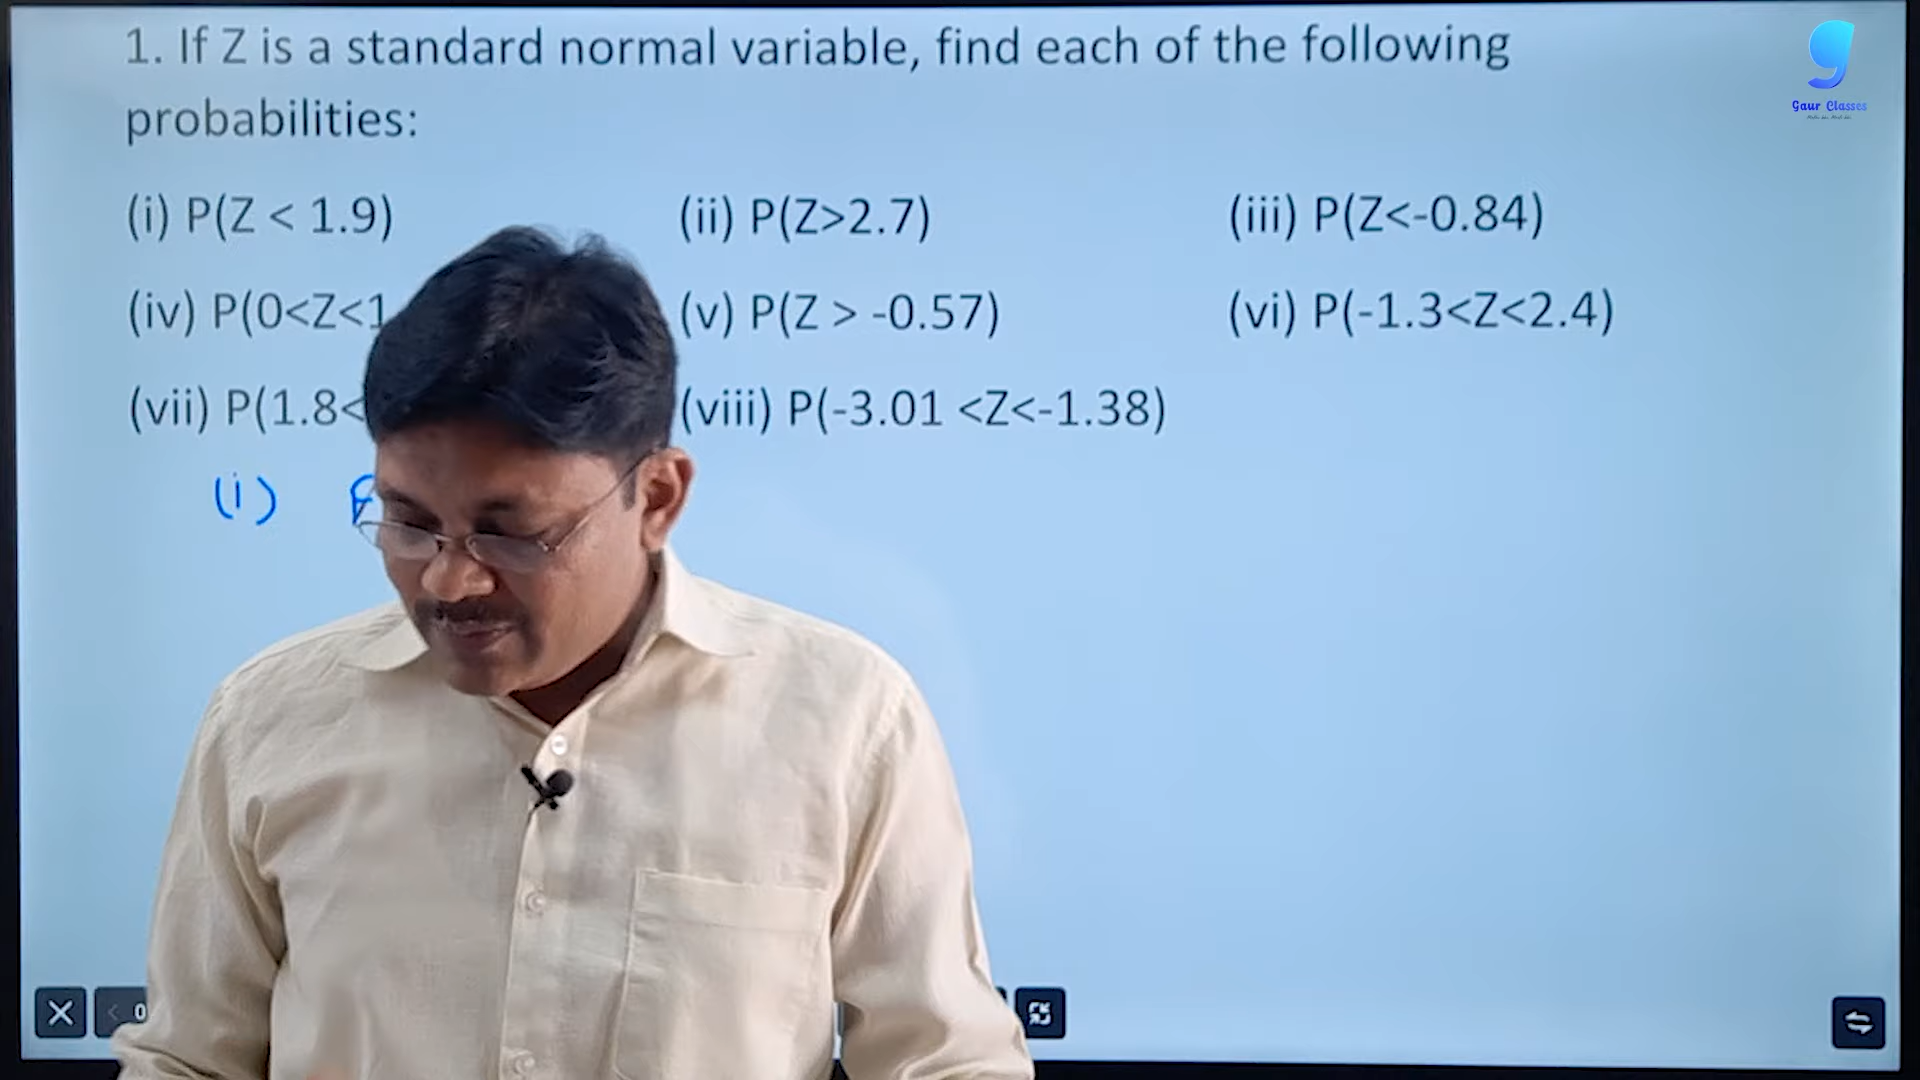 1. If Z is a standard normal variable, find each of the following
probabilities:
(i) P(Z < 1.9) (ii) P(Z>2.7) (iii) P(Z<-0.84)
(iv) P(0<Z<1 (v) P(Z > -0.57) (vi) P(-1.3<Z<2.4)
(vii) P(1.8< (viii) P(-3.01 <Z<-1.38)
(i)
Gaur Classes
0